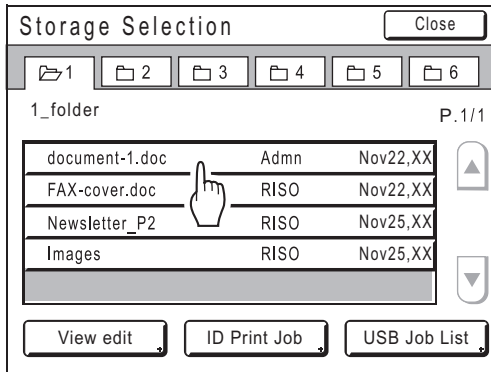 Storage Selection Close
1 2 3 4 5 6
1_folder P.1/1
document-1.doc Admn Nov22,XX
FAX-cover.doc RISO Nov22,XX
Newsletter_P2 RISO Nov25,XX
Images RISO Nov25,XX
View edit ID Print Job USB Job List